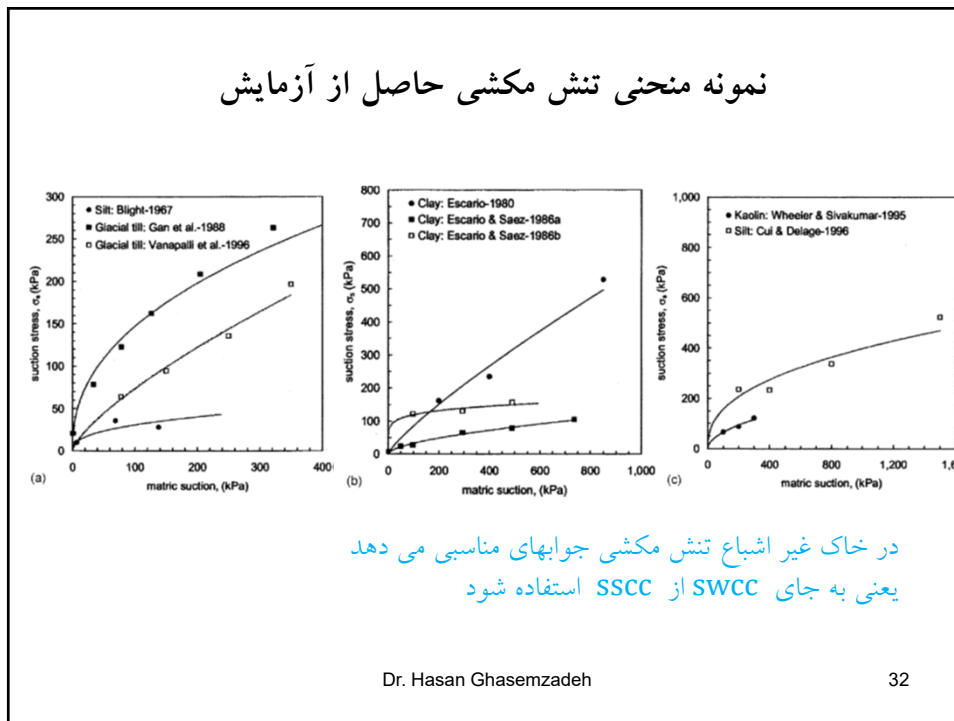 نمونه منحنی تنش مکشی حاصل از آزمایش
300
250
200
150
100
50
0
suction stress, σs (kPa)
● Silt: Blight-1967
■ Glacial till: Gan et al.-1988
□ Glacial till: Vanapalli et al.-1996
0 100 200 300 400
matric suction, (kPa)
(a)
800
700
600
500
400
300
200
100
0
suction stress, σs (kPa)
● Clay: Escario-1980
■ Clay: Escario & Saez-1986a
□ Clay: Escario & Saez-1986b
0 200 400 600 800 1,000
matric suction, (kPa)
(b)
1,000
800
600
400
200
0
suction stress, σs (kPa)
● Kaolin: Wheeler & Sivakumar-1995
□ Silt: Cui & Delage-1996
0 400 800 1,200 1,6
matric suction, (kPa)
(c)
در خاک غیر اشباع تنش مکشی جوابهای مناسبی می دهد
یعنی به جای swcc از sscc استفاده شود
Dr. Hasan Ghasemzadeh
32